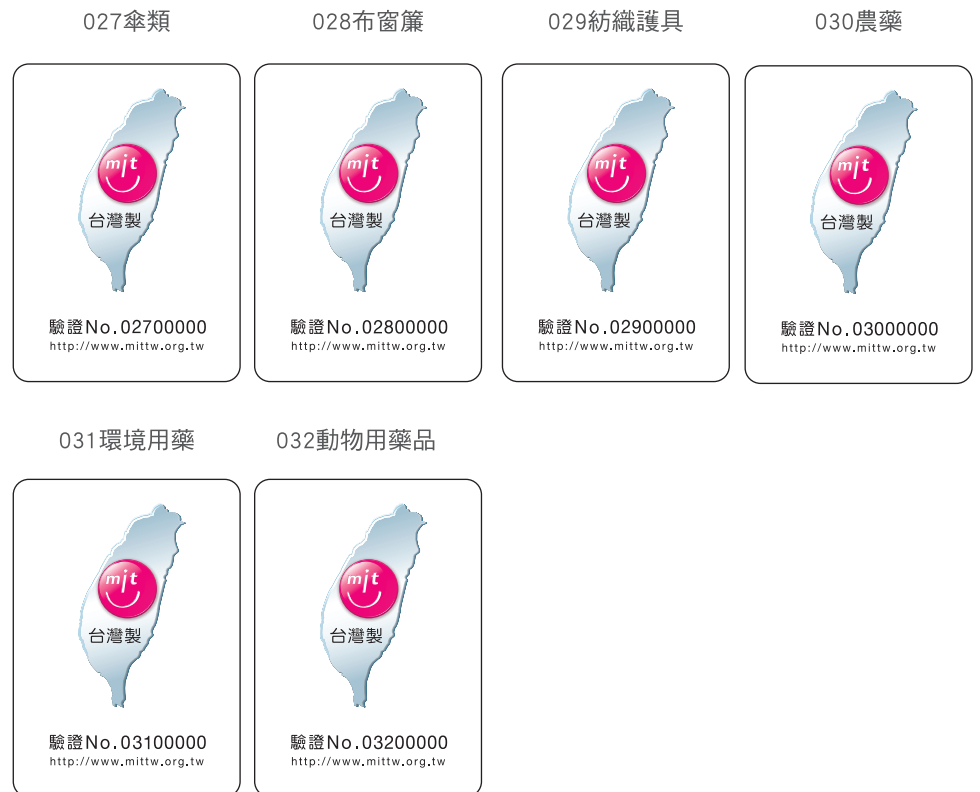 027傘類
028布窗簾
029紡織護具
030農藥
mit
台灣製
驗證No.02700000
http://www.mittw.org.tw
mit
台灣製
驗證No.02800000
http://www.mittw.org.tw
mit
台灣製
驗證No.02900000
http://www.mittw.org.tw
mit
台灣製
驗證No.03000000
http://www.mittw.org.tw
031環境用藥
032動物用藥品
mit
台灣製
驗證No.03100000
http://www.mittw.org.tw
mit
台灣製
驗證No.03200000
http://www.mittw.org.tw